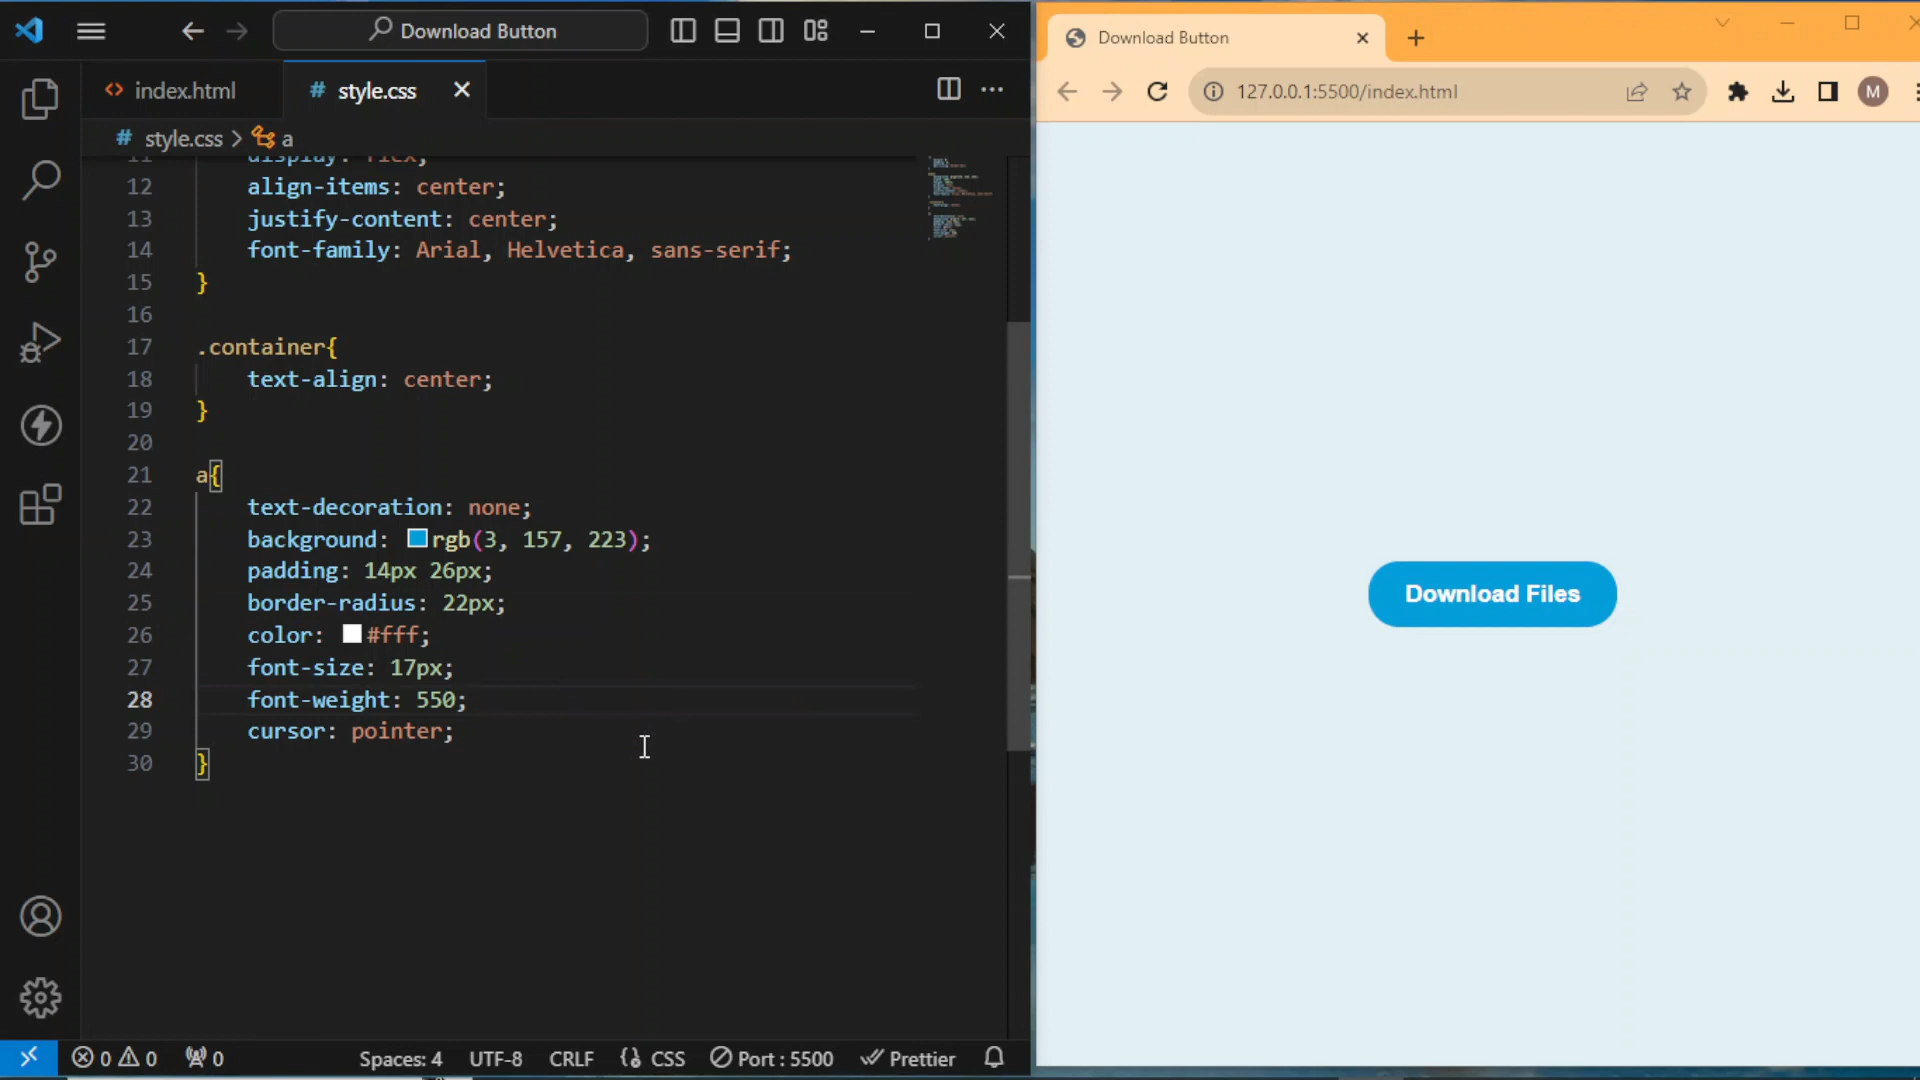 Download Button
index.html
# style.css
# style.css > a
11 display: flex;
12 align-items: center;
13 justify-content: center;
14 font-family: Arial, Helvetica, sans-serif;
15 }
16
17 .container{
18 text-align: center;
19 }
20
21 a{
22 text-decoration: none;
23 background: rgb(3, 157, 223);
24 padding: 14px 26px;
25 border-radius: 22px;
26 color: #fff;
27 font-size: 17px;
28 font-weight: 550;
29 cursor: pointer;
30 }
0 0 0 Spaces: 4 UTF-8 CRLF CSS Port : 5500 Prettier
Download Button
127.0.0.1:5500/index.html
M
Download Files